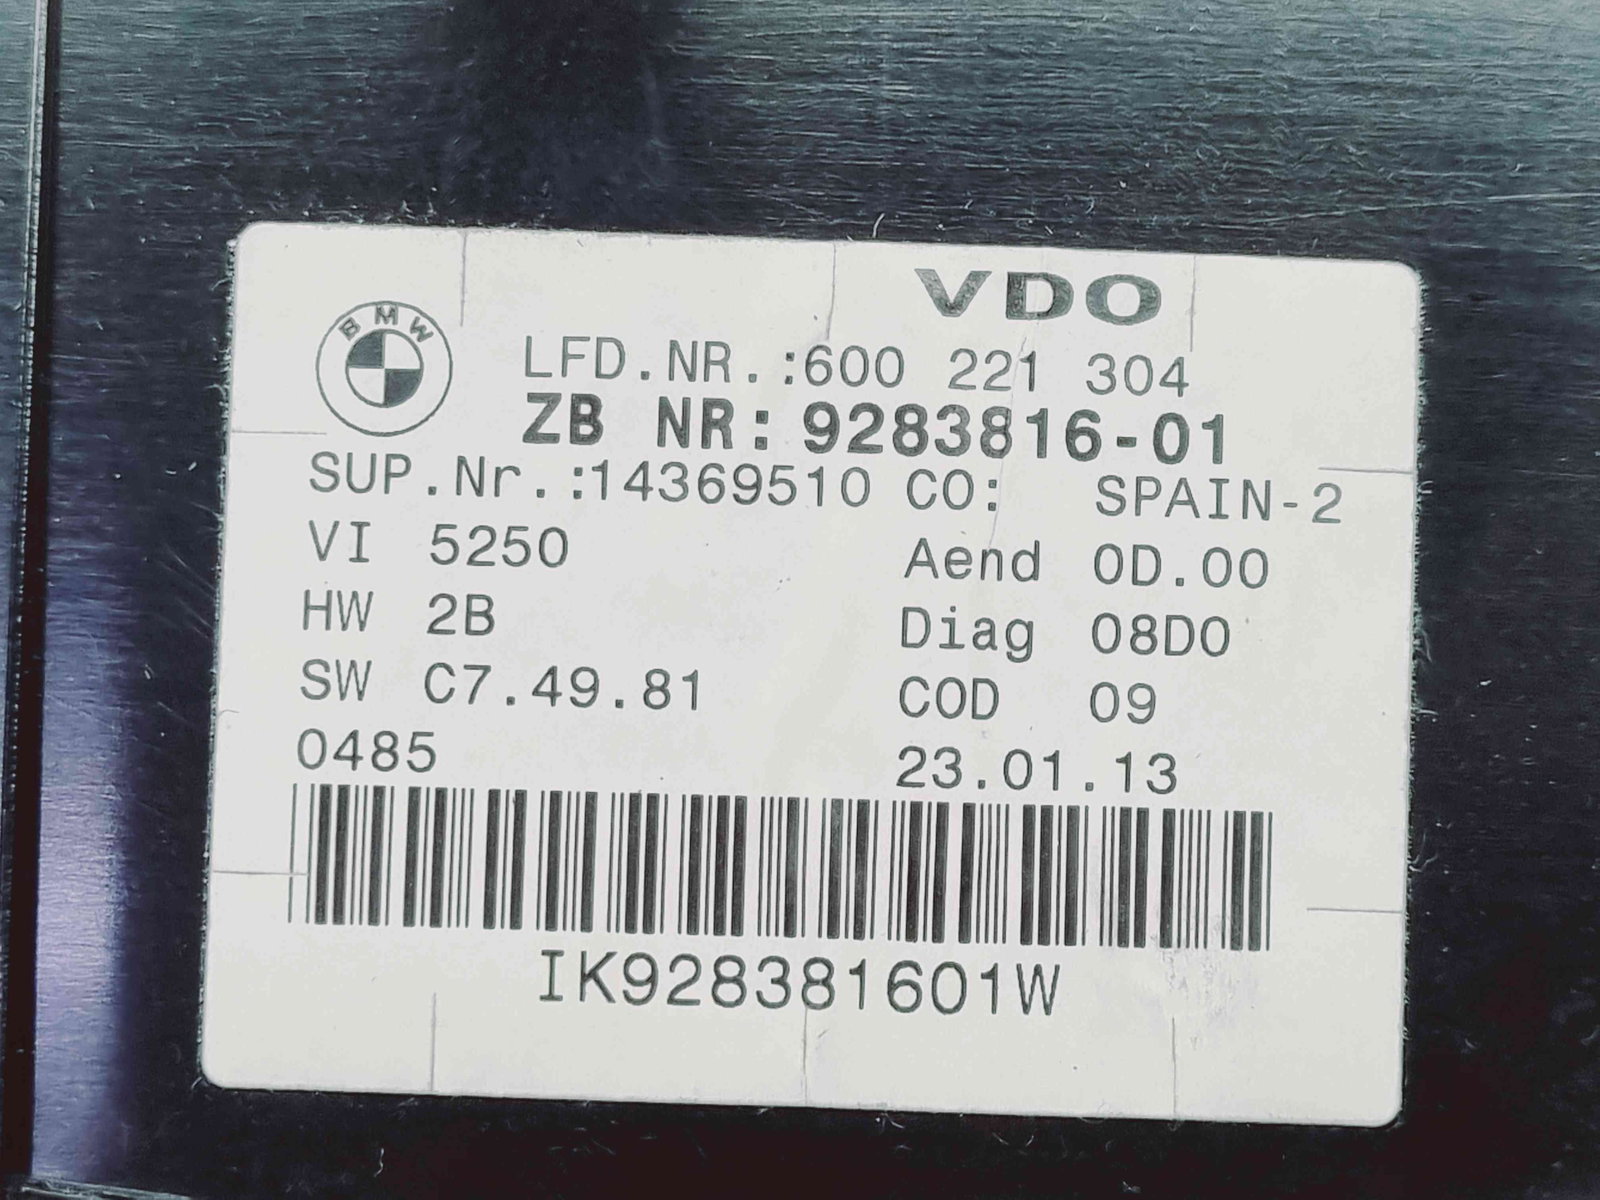 VDO
BMW
LFD.NR.:600 221 304
ZB NR: 9283816-01
SUP.Nr.:14369510 CO: SPAIN-2
VI 5250 Aend 0D.00
HW 2B Diag 08D0
SW C7.49.81 COD 09
0485 23.01.13
IK928381601W